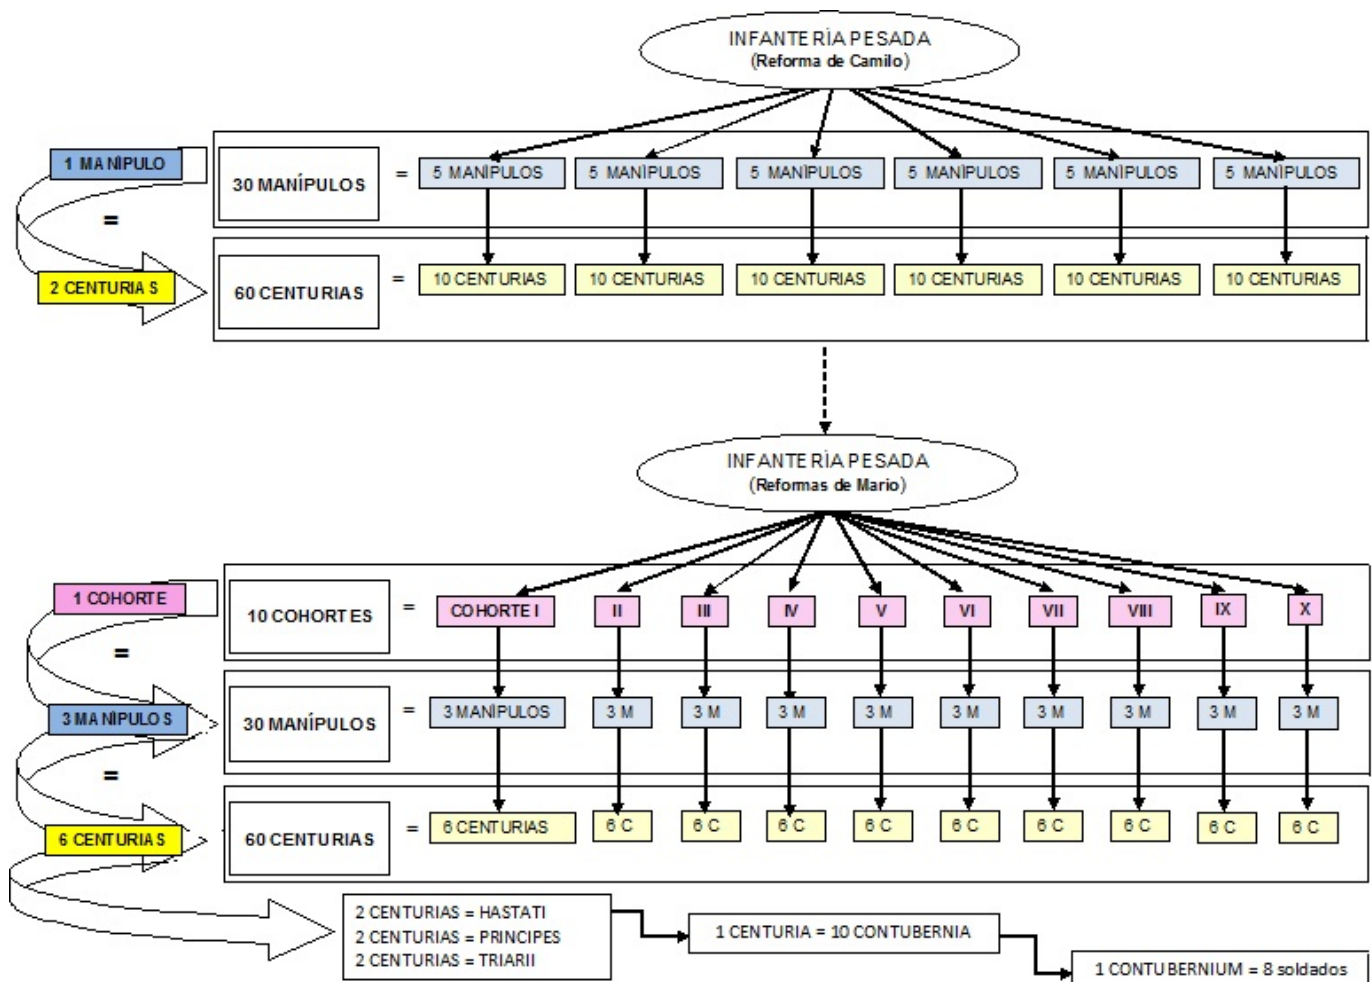 INFANTERÍA PESADA
(Reforma de Camilo)
1 MANÍPULO
30 MANÍPULOS
=
5 MANÍPULOS
5 MANÍPULOS
5 MANÍPULOS
5 MANÍPULOS
5 MANÍPULOS
5 MANÍPULOS
=
2 CENTURIAS
60 CENTURIAS
=
10 CENTURIAS
10 CENTURIAS
10 CENTURIAS
10 CENTURIAS
10 CENTURIAS
10 CENTURIAS
INFANTERÍA PESADA
(Reformas de Mario)
1 COHORTE
10 COHORTES
=
COHORTE I
II
III
IV
V
VI
VII
VIII
IX
X
=
3 MANÍPULOS
30 MANÍPULOS
=
3 MANÍPULOS
3 M
3 M
3 M
3 M
3 M
3 M
3 M
3 M
3 M
=
6 CENTURIAS
60 CENTURIAS
=
6 CENTURIAS
6 C
6 C
6 C
6 C
6 C
6 C
6 C
6 C
6 C
2 CENTURIAS = HASTATI
2 CENTURIAS = PRINCIPES
2 CENTURIAS = TRIARII
1 CENTURIA = 10 CONTUBERNIA
1 CONTUBERNIUM = 8 soldados